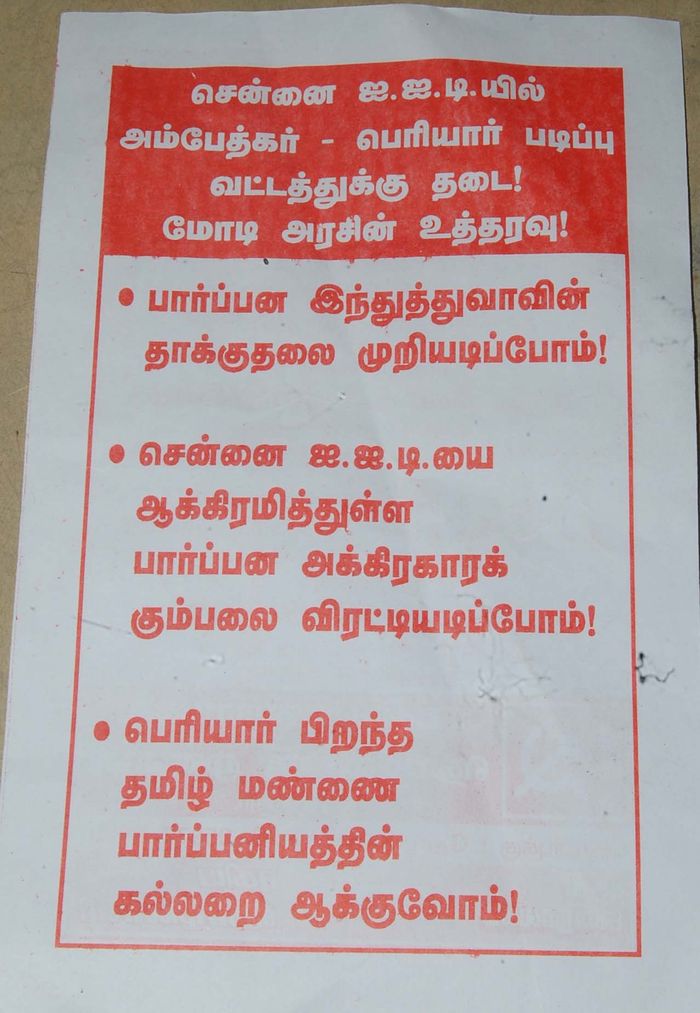 சென்னை ஐ.ஐ.டி.யில்
அம்பேத்கர் - பெரியார் படிப்பு
வட்டத்துக்கு தடை!
மோடி அரசின் உத்தரவு!
• பார்ப்பன இந்துத்துவாவின்
தாக்குதலை முறியடிப்போம்!
• சென்னை ஐ.ஐ.டி.யை
ஆக்கிரமித்துள்ள
பார்ப்பன அக்கிரகாரக்
கும்பலை விரட்டியடிப்போம்!
• பெரியார் பிறந்த
தமிழ் மண்ணை
பார்ப்பனியத்தின்
கல்லறை ஆக்குவோம்!